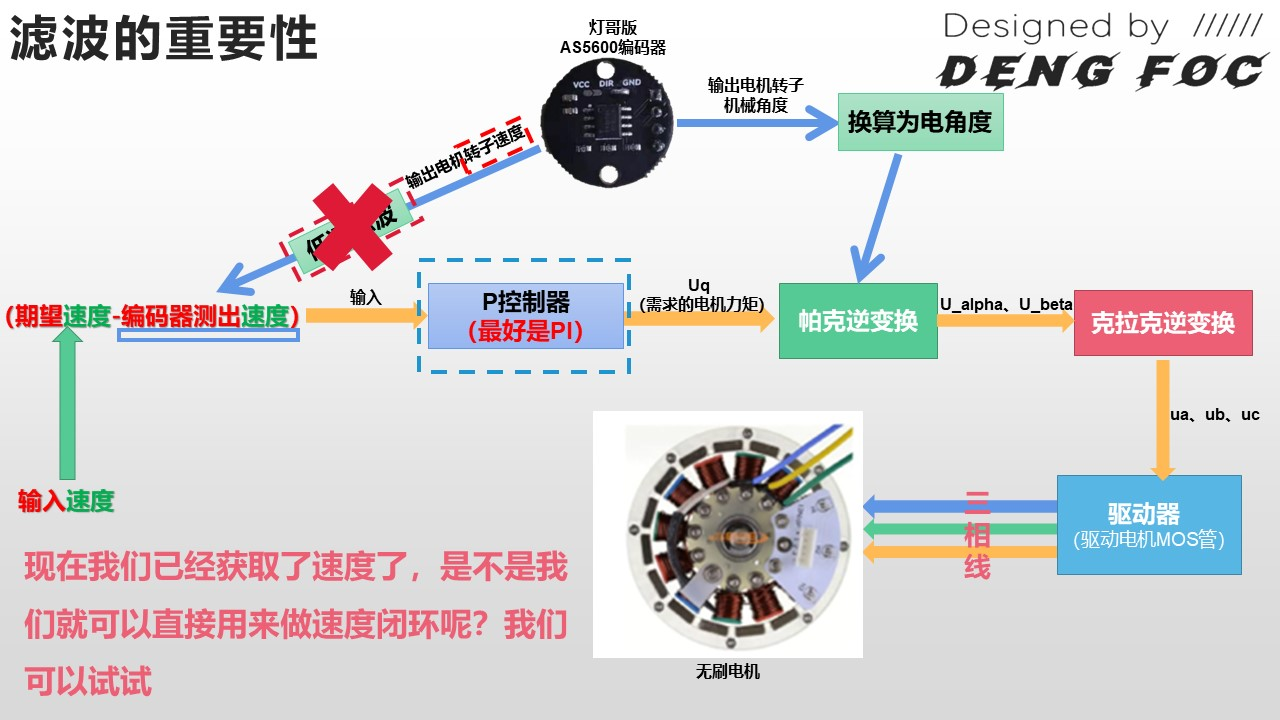 滤波的重要性
Designed by //////
DENG FOC
灯哥版
AS5600编码器
VCC DIR GND
输出电机转子
机械角度
换算为电角度
输出电机转子速度
(期望速度-编码器测出速度)
输入
P控制器
(最好是PI)
Uq
(需求的电机力矩)
帕克逆变换
U_alpha、U_beta
克拉克逆变换
ua、ub、uc
驱动器
(驱动电机MOS管)
三相线
无刷电机
输入速度
现在我们已经获取了速度了，是不是我
们就可以直接用来做速度闭环呢？我们
可以试试